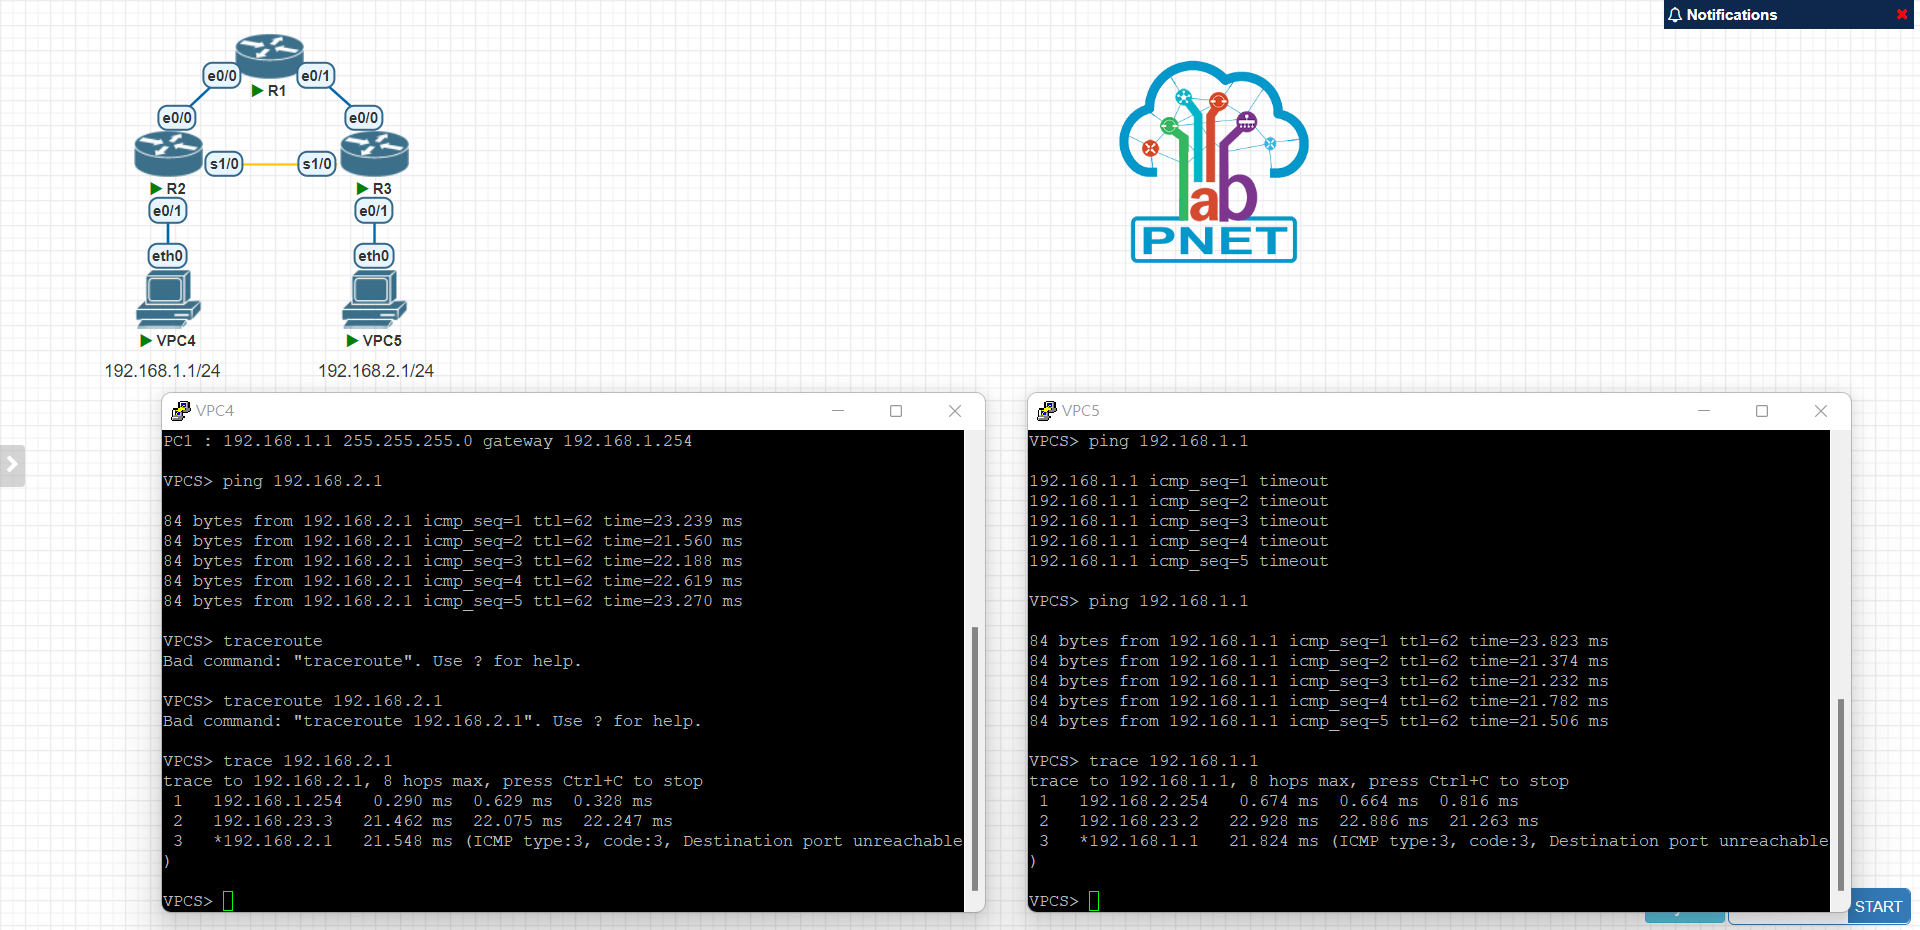 Notifications
e0/0
e0/1
R1
e0/0
e0/0
s1/0
s1/0
R2
R3
e0/1
e0/1
eth0
eth0
VPC4
VPC5
192.168.1.1/24
192.168.2.1/24
lab
PNET
VPC4
PC1 : 192.168.1.1 255.255.255.0 gateway 192.168.1.254
VPCS> ping 192.168.2.1
84 bytes from 192.168.2.1 icmp_seq=1 ttl=62 time=23.239 ms
84 bytes from 192.168.2.1 icmp_seq=2 ttl=62 time=21.560 ms
84 bytes from 192.168.2.1 icmp_seq=3 ttl=62 time=22.188 ms
84 bytes from 192.168.2.1 icmp_seq=4 ttl=62 time=22.619 ms
84 bytes from 192.168.2.1 icmp_seq=5 ttl=62 time=23.270 ms
VPCS> traceroute
Bad command: "traceroute". Use ? for help.
VPCS> traceroute 192.168.2.1
Bad command: "traceroute 192.168.2.1". Use ? for help.
VPCS> trace 192.168.2.1
trace to 192.168.2.1, 8 hops max, press Ctrl+C to stop
1 192.168.1.254 0.290 ms 0.629 ms 0.328 ms
2 192.168.23.3 21.462 ms 22.075 ms 22.247 ms
3 *192.168.2.1 21.548 ms (ICMP type:3, code:3, Destination port unreachable
)
VPCS>
VPC5
VPCS> ping 192.168.1.1
192.168.1.1 icmp_seq=1 timeout
192.168.1.1 icmp_seq=2 timeout
192.168.1.1 icmp_seq=3 timeout
192.168.1.1 icmp_seq=4 timeout
192.168.1.1 icmp_seq=5 timeout
VPCS> ping 192.168.1.1
84 bytes from 192.168.1.1 icmp_seq=1 ttl=62 time=23.823 ms
84 bytes from 192.168.1.1 icmp_seq=2 ttl=62 time=21.374 ms
84 bytes from 192.168.1.1 icmp_seq=3 ttl=62 time=21.232 ms
84 bytes from 192.168.1.1 icmp_seq=4 ttl=62 time=21.782 ms
84 bytes from 192.168.1.1 icmp_seq=5 ttl=62 time=21.506 ms
VPCS> trace 192.168.1.1
trace to 192.168.1.1, 8 hops max, press Ctrl+C to stop
1 192.168.2.254 0.674 ms 0.664 ms 0.816 ms
2 192.168.23.2 22.928 ms 22.886 ms 21.263 ms
3 *192.168.1.1 21.824 ms (ICMP type:3, code:3, Destination port unreachable
)
VPCS>
START